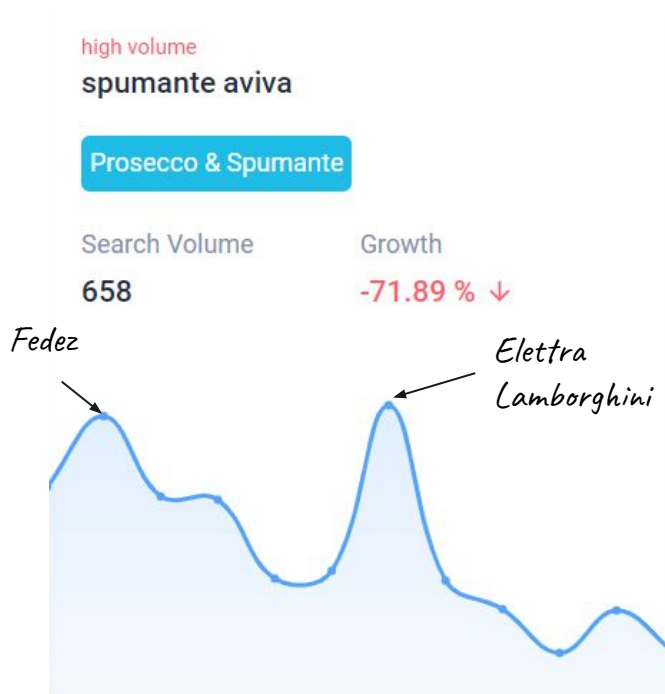 high volume
spumante aviva
Prosecco & Spumante
Search Volume
Growth
658
-71.89 % ↓
Fedez
Elettra
Lamborghini